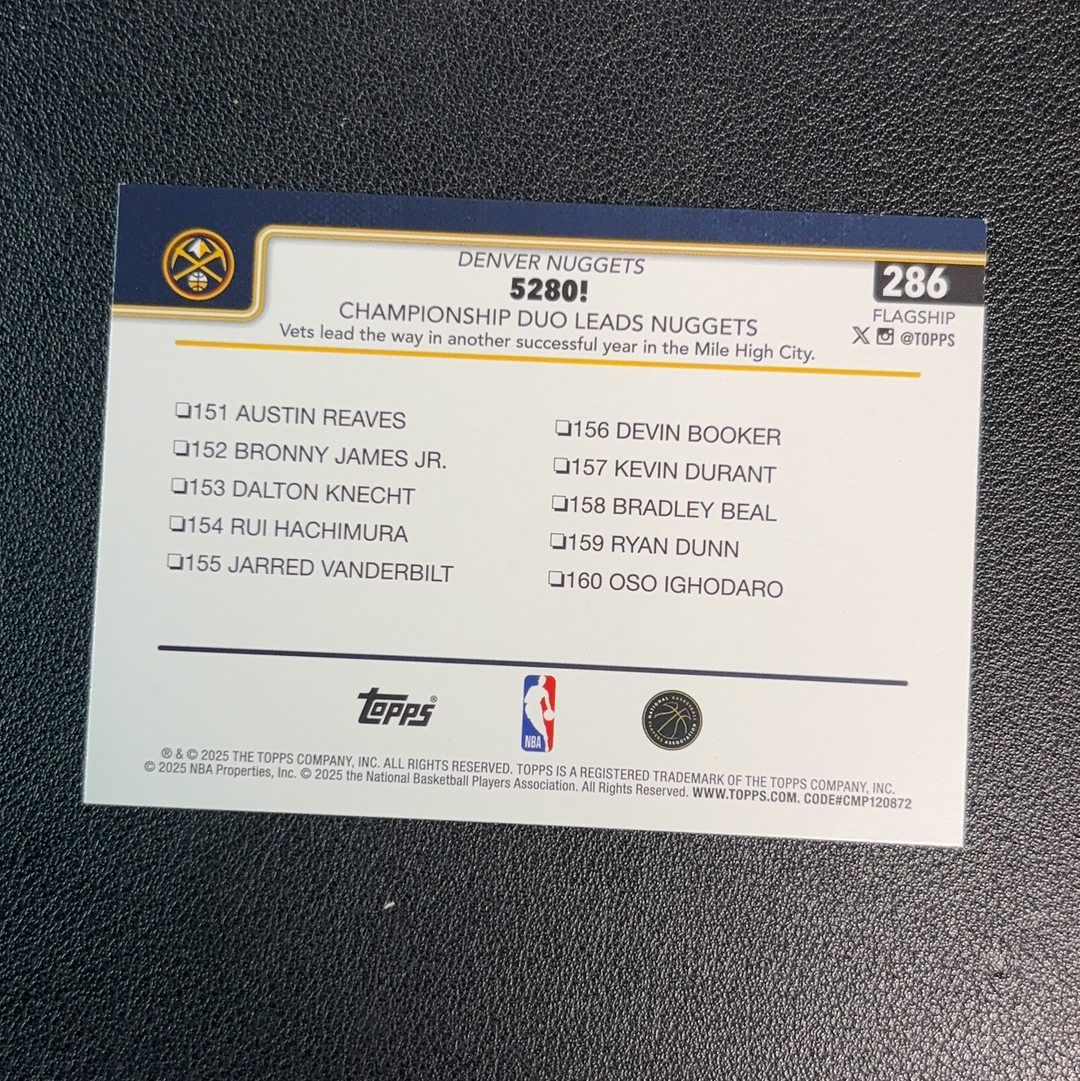 DENVER NUGGETS
5280!
CHAMPIONSHIP DUO LEADS NUGGETS
Vets lead the way in another successful year in the Mile High City.
286
FLAGSHIP
@TOPPS
❏151 AUSTIN REAVES
❏152 BRONNY JAMES JR.
❏153 DALTON KNECHT
❏154 RUI HACHIMURA
❏155 JARRED VANDERBILT
❏156 DEVIN BOOKER
❏157 KEVIN DURANT
❏158 BRADLEY BEAL
❏159 RYAN DUNN
❏160 OSO IGHODARO
Topps®
NBA
® & © 2025 THE TOPPS COMPANY, INC. ALL RIGHTS RESERVED. TOPPS IS A REGISTERED TRADEMARK OF THE TOPPS COMPANY, INC.
© 2025 NBA Properties, Inc. © 2025 the National Basketball Players Association. All Rights Reserved. WWW.TOPPS.COM. CODE#CMP120872